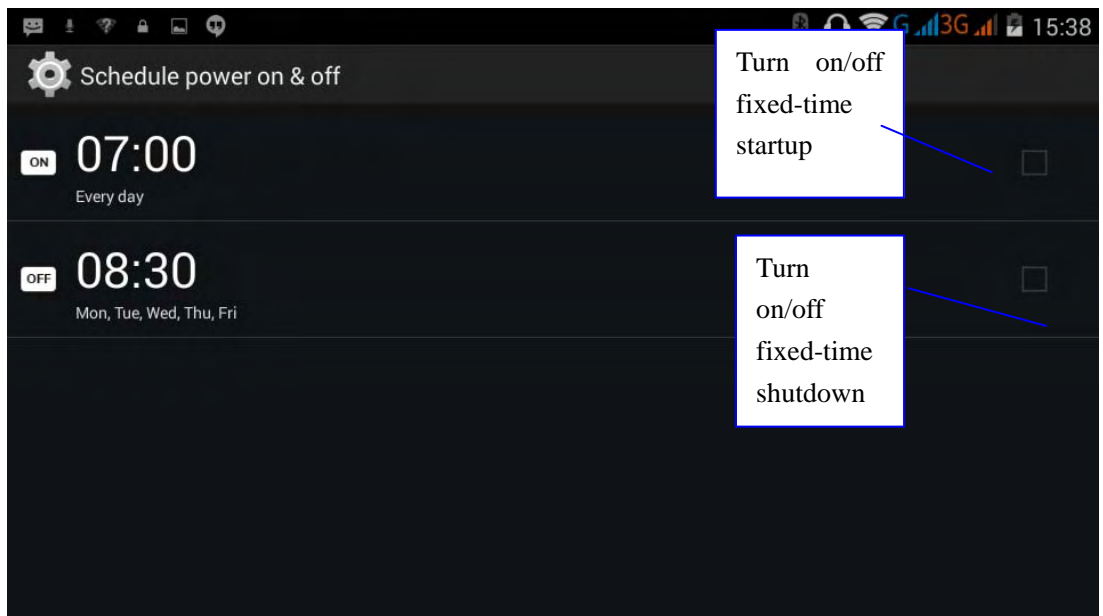 G 3G 15:38
Schedule power on & off
ON 07:00
Every day
OFF 08:30
Mon, Tue, Wed, Thu, Fri
Turn on/off
fixed-time
startup
Turn
on/off
fixed-time
shutdown